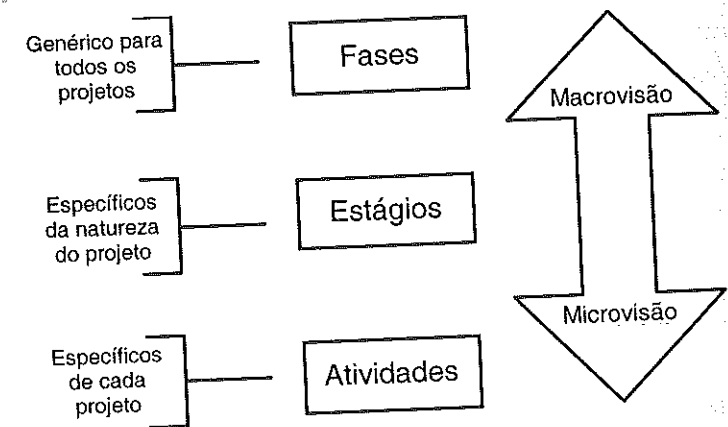 Genérico para
todos os
projetos
Fases
Macrovisão
Específicos
da natureza
do projeto
Estágios
Microvisão
Específicos
de cada
projeto
Atividades